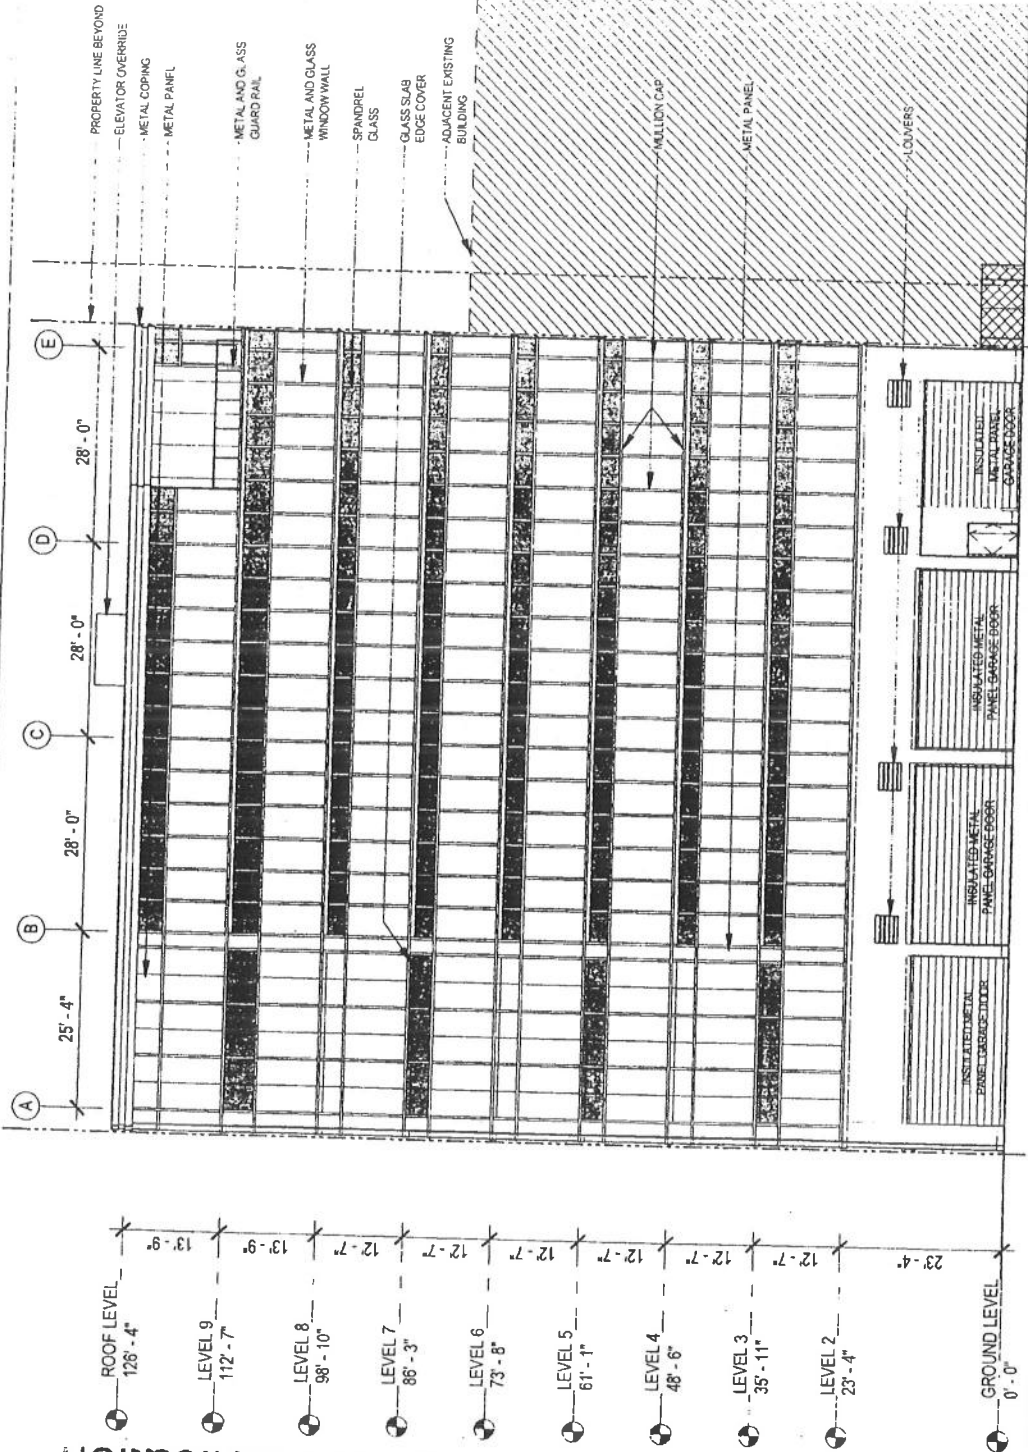 PROPERTY LINE BEYOND
ELEVATOR OVERRIDE
METAL COPING
METAL PANEL
METAL AND GLASS
GUARD RAIL
METAL AND GLASS
WINDOW WALL
SPANDREL
GLASS
GLASS SLAB
EDGE COVER
ADJACENT EXISTING
BUILDING
MULLION CAP
METAL PANEL
LOUVERS
E
28' - 0"
D
28' - 0"
C
28' - 0"
B
25' - 4"
A
INSULATED
METAL PANEL
GARAGE DOOR
INSULATED METAL
PANEL GARAGE DOOR
INSULATED METAL
PANEL GARAGE DOOR
INSULATED METAL
PANEL GARAGE DOOR
13' - 9"
13' - 9"
12' - 7"
12' - 7"
12' - 7"
12' - 7"
12' - 7"
12' - 7"
23' - 4"
ROOF LEVEL
126' - 4"
LEVEL 9
112' - 7"
LEVEL 8
98' - 10"
LEVEL 7
86' - 3"
LEVEL 6
73' - 8"
LEVEL 5
61' - 1"
LEVEL 4
48' - 6"
LEVEL 3
35' - 11"
LEVEL 2
23' - 4"
GROUND LEVEL
0' - 0"